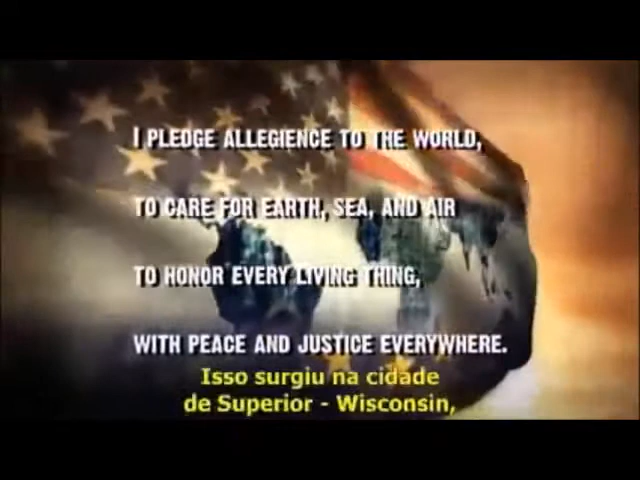 I PLEDGE ALLEGIENCE TO THE WORLD,
TO CARE FOR EARTH, SEA, AND AIR
TO HONOR EVERY LIVING THING,
WITH PEACE AND JUSTICE EVERYWHERE.
Isso surgiu na cidade
de Superior - Wisconsin,